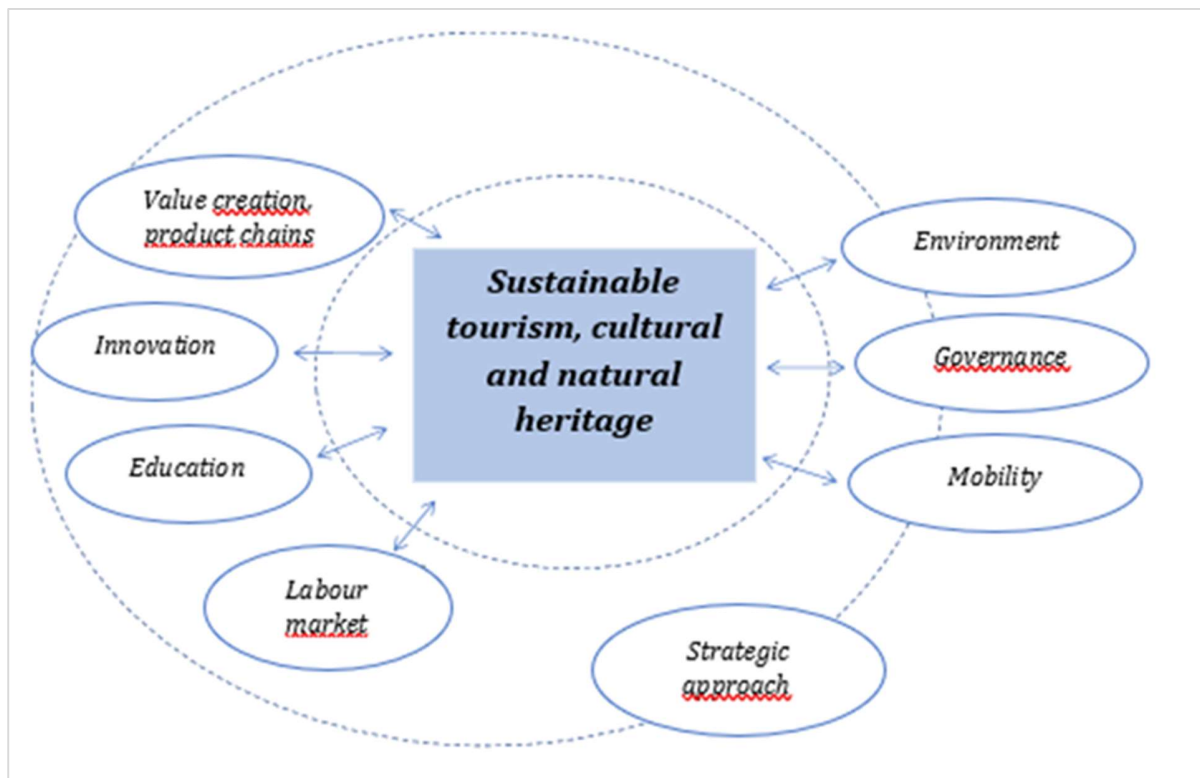 Value creation,
product chains
Innovation
Education
Labour
market
Sustainable
tourism, cultural
and natural
heritage
Environment
Governance
Mobility
Strategic
approach